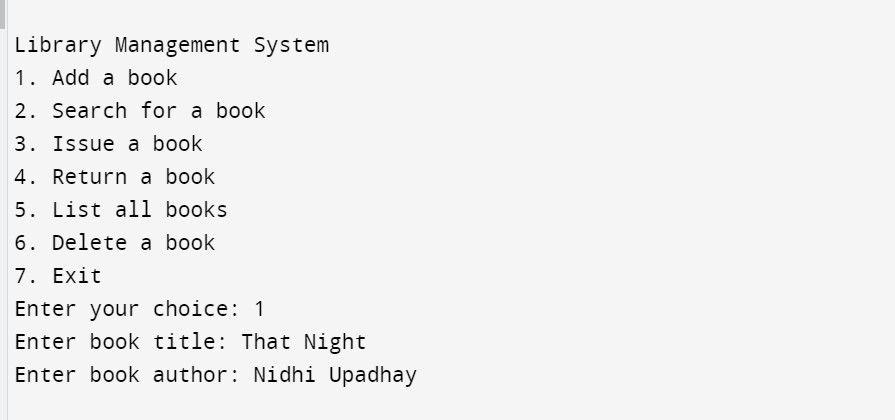 Library Management System
1. Add a book
2. Search for a book
3. Issue a book
4. Return a book
5. List all books
6. Delete a book
7. Exit
Enter your choice: 1
Enter book title: That Night
Enter book author: Nidhi Upadhay